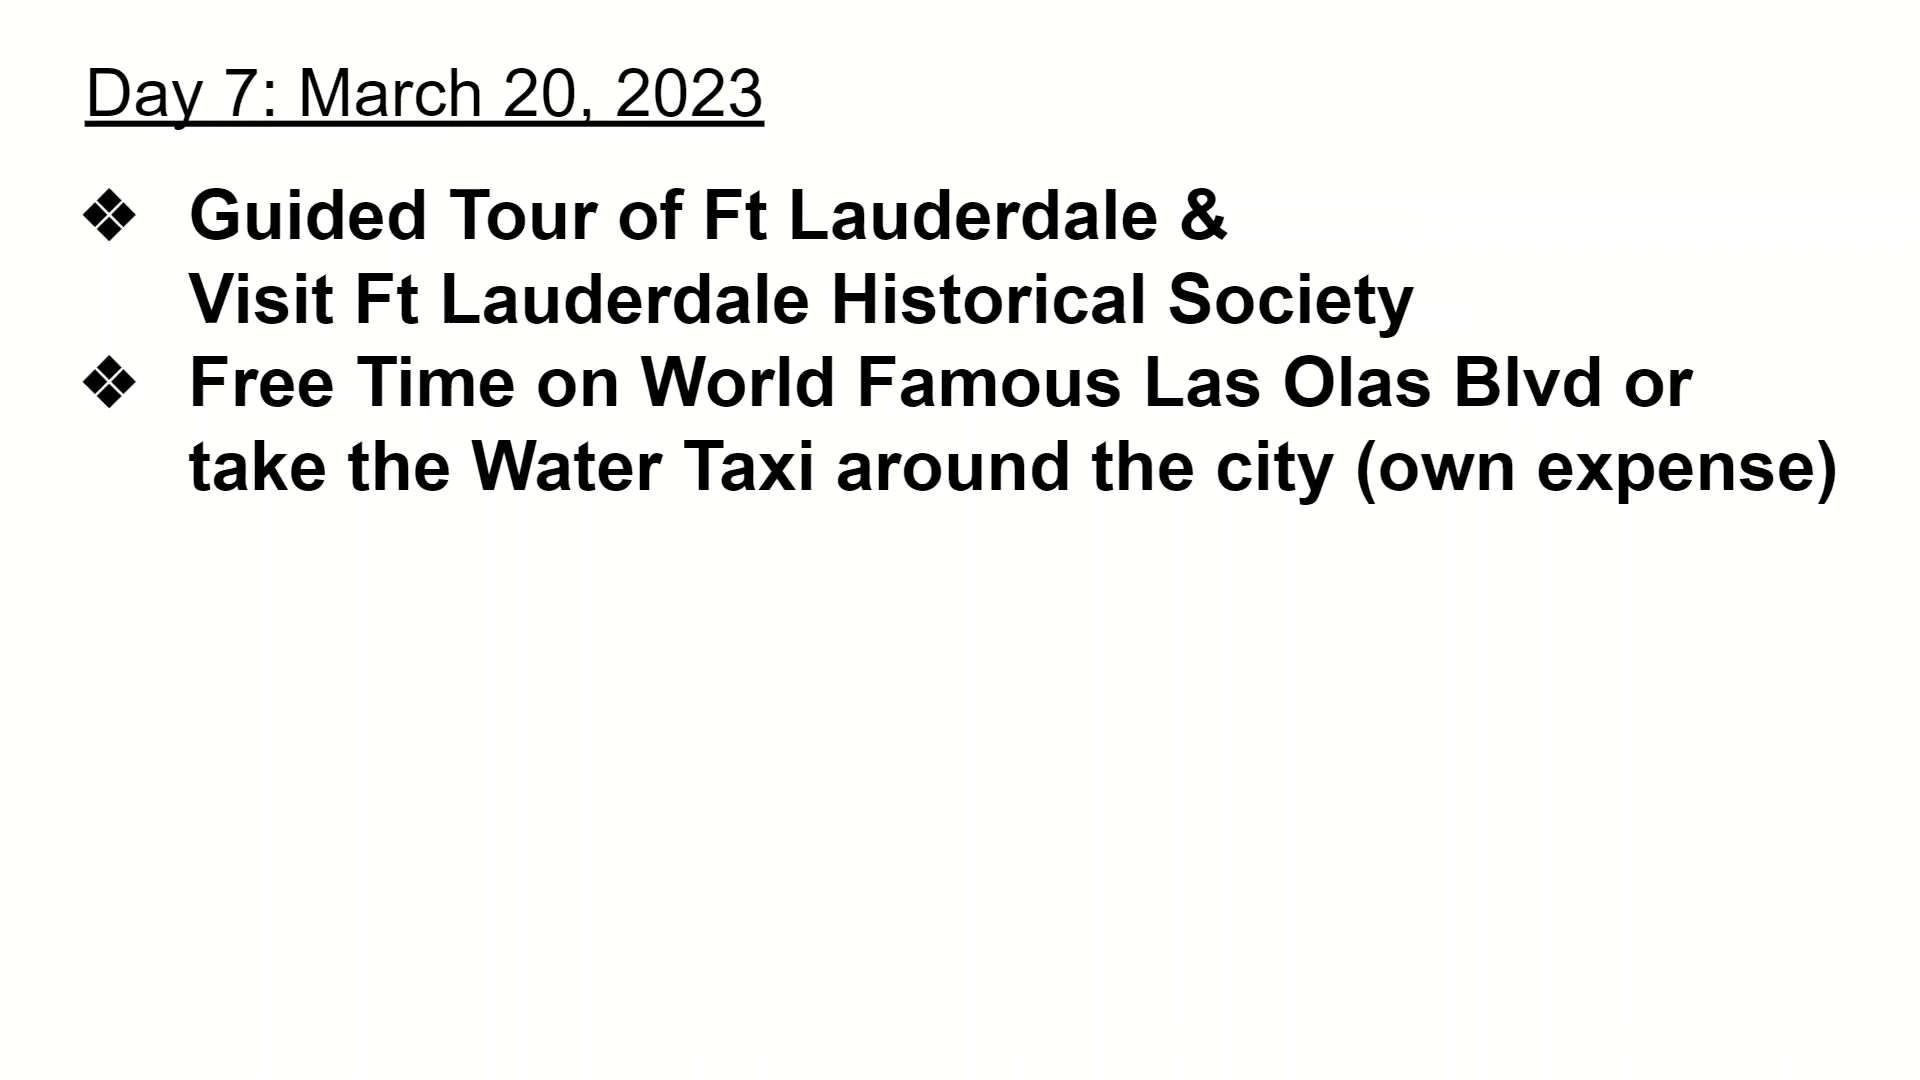 Day 7: March 20, 2023
❖ Guided Tour of Ft Lauderdale &
Visit Ft Lauderdale Historical Society
❖ Free Time on World Famous Las Olas Blvd or
take the Water Taxi around the city (own expense)